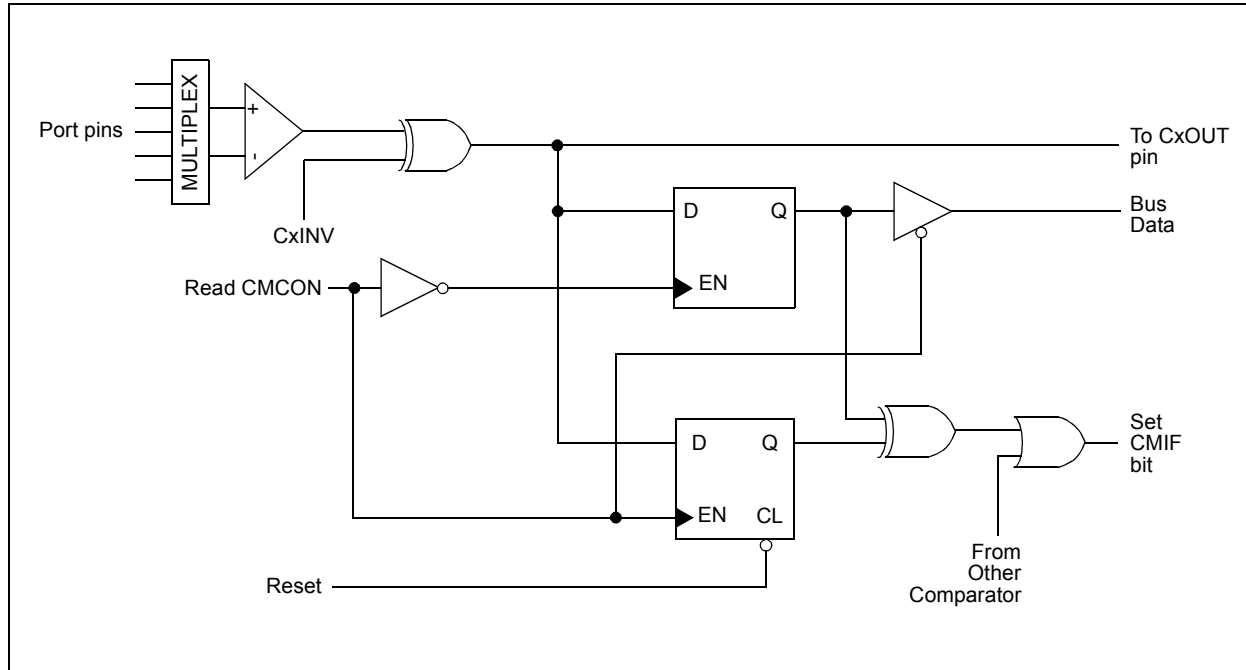 MULTIPLEX
Port pins
+
-
CxINV
To CxOUT
pin
D
Q
Bus
Data
Read CMCON
EN
D
Q
Set
CMIF
bit
EN
CL
From
Other
Comparator
Reset